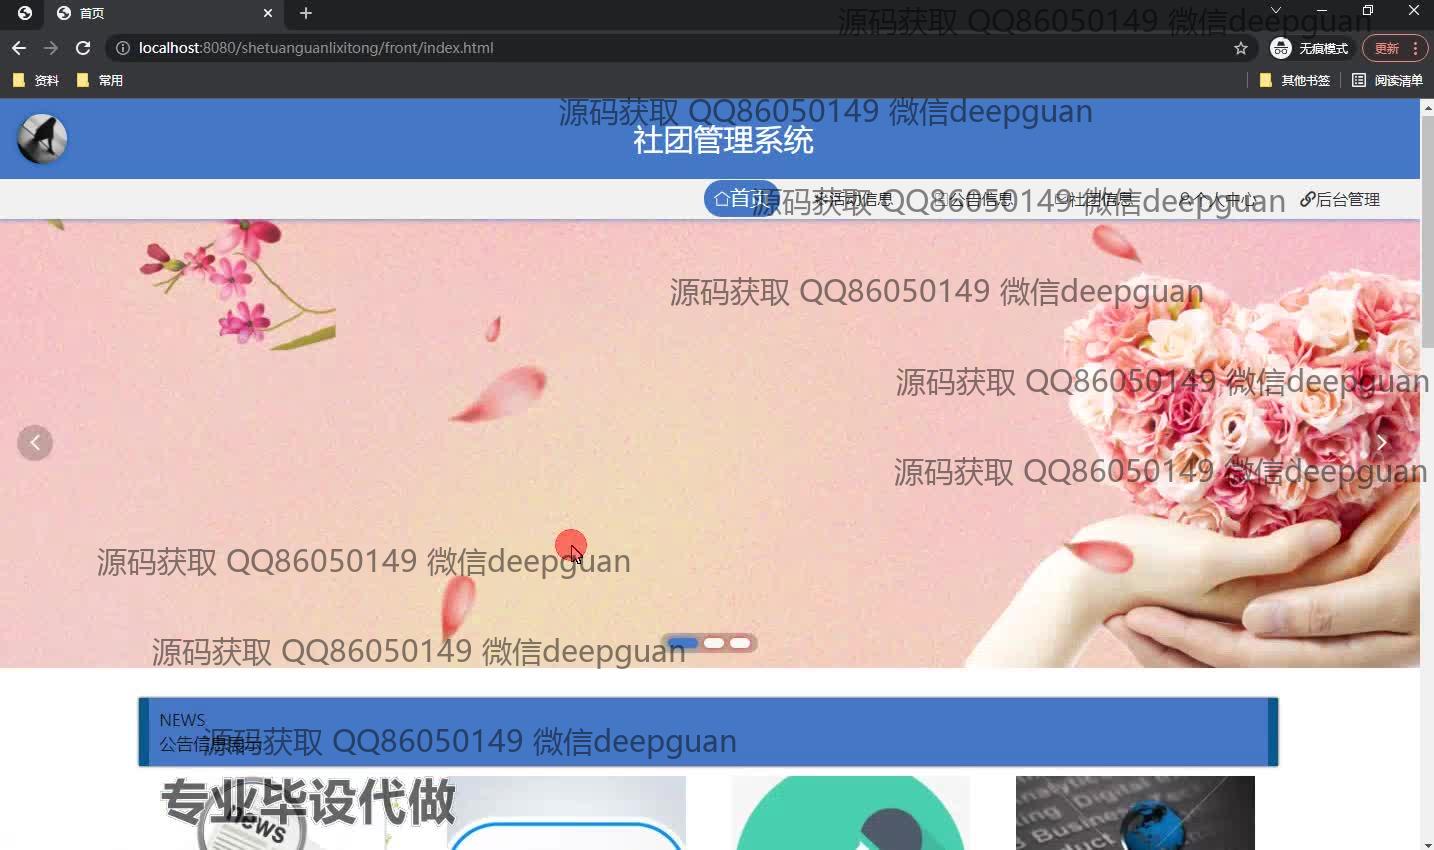 首页
源码获取 QQ86050149 微信deepguan
localhost:8080/shetuanguanlixitong/front/index.html
无痕模式
更新
资料
常用
其他书签
阅读清单
源码获取 QQ86050149 微信deepguan
社团管理系统
首页
活动信息
公告信息
社团信息
个人中心
后台管理
源码获取 QQ86050149 微信deepguan
源码获取 QQ86050149 微信deepguan
源码获取 QQ86050149 微信deepguan
源码获取 QQ86050149 微信deepguan
源码获取 QQ86050149 微信deepguan
源码获取 QQ86050149 微信deepguan
NEWS
公告信息展示
源码获取 QQ86050149 微信deepguan
专业毕设代做
news